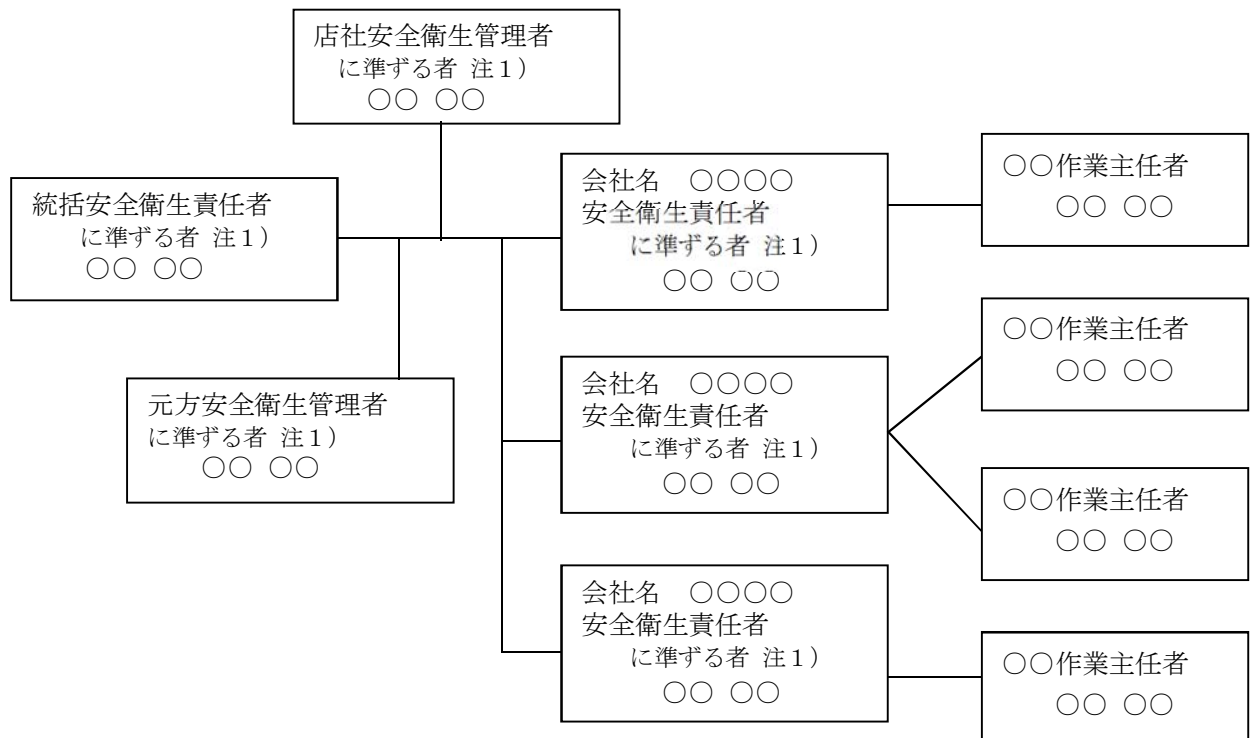 店社安全衛生管理者
に準ずる者 注1)
○○ ○○
統括安全衛生責任者
に準ずる者 注1)
○○ ○○
元方安全衛生管理者
に準ずる者 注1)
○○ ○○
会社名 ○○○○
安全衛生責任者
に準ずる者 注1)
○○ ○○
会社名 ○○○○
安全衛生責任者
に準ずる者 注1)
○○ ○○
会社名 ○○○○
安全衛生責任者
に準ずる者 注1)
○○ ○○
○○作業主任者
○○ ○○
○○作業主任者
○○ ○○
○○作業主任者
○○ ○○
○○作業主任者
○○ ○○